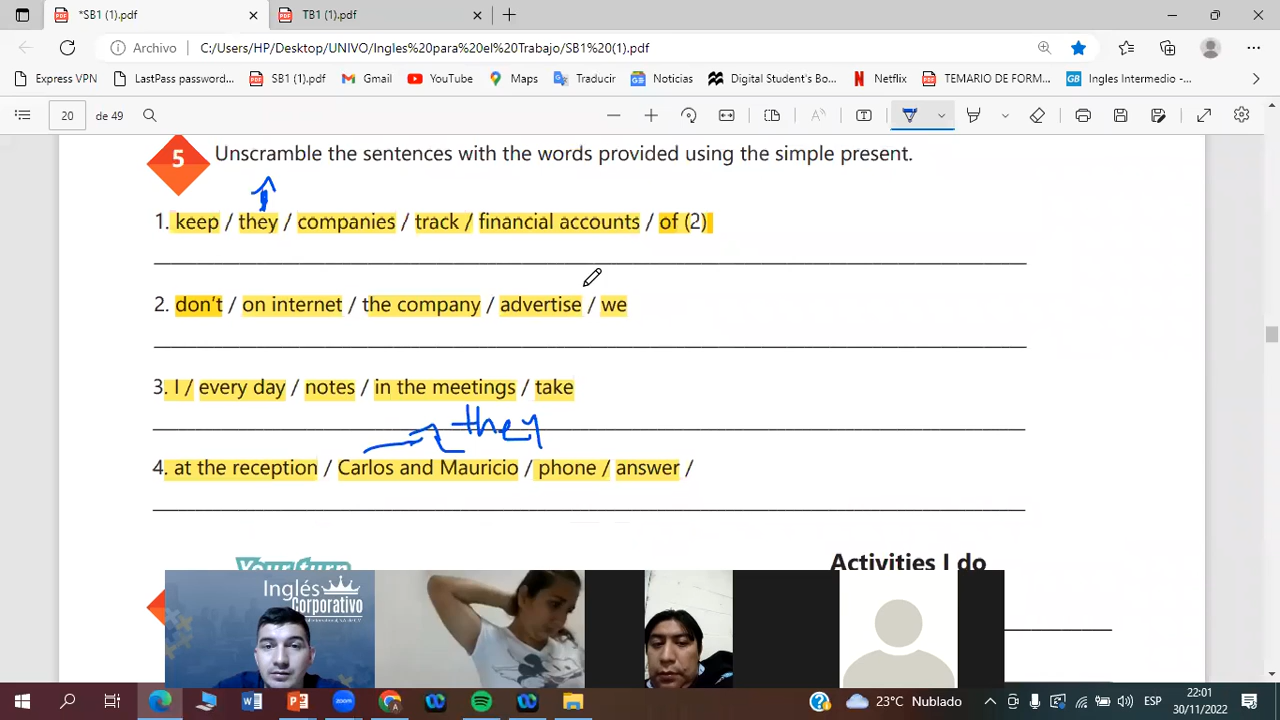 *SB1 (1).pdf
TB1 (1).pdf
Archivo C:/Users/HP/Desktop/UNIVO/Ingles%20para%20el%20Trabajo/SB1%20(1).pdf
Express VPN LastPass password... SB1 (1).pdf Gmail YouTube Maps Traducir Noticias Digital Student's Bo... Netflix TEMARIO DE FORM... Ingles Intermedio -...
20 de 49
5 Unscramble the sentences with the words provided using the simple present.
1. keep / they / companies / track / financial accounts / of (2)
2. don't / on internet / the company / advertise / we
3. I / every day / notes / in the meetings / take
they
4. at the reception / Carlos and Mauricio / phone / answer /
Your turn
Activities I do
Inglés
Corporativo
23°C Nublado
ESP
22:01
30/11/2022